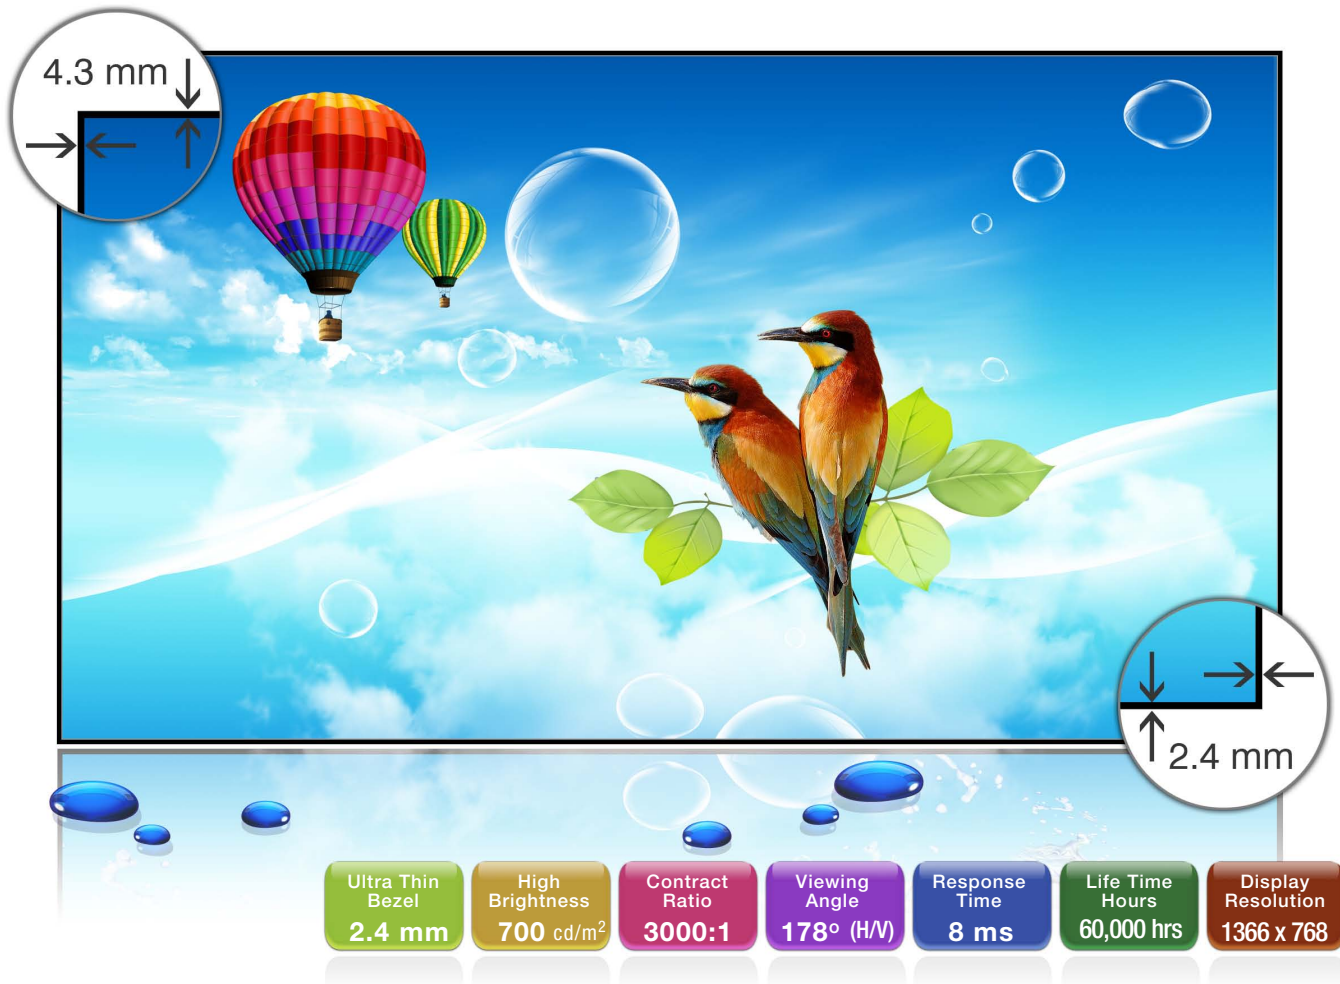 4.3 mm
2.4 mm
Ultra Thin
Bezel
2.4 mm
High
Brightness
700 cd/m²
Contract
Ratio
3000:1
Viewing
Angle
178° (H/V)
Response
Time
8 ms
Life Time
Hours
60,000 hrs
Display
Resolution
1366 x 768